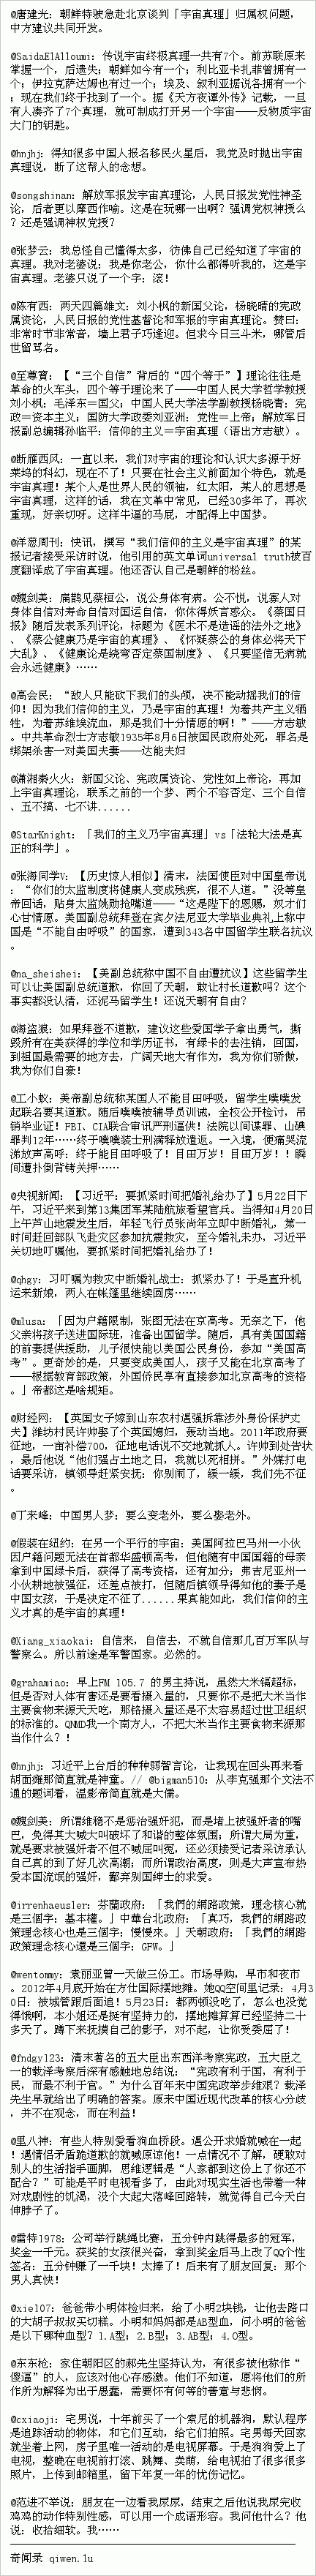 @唐建光：朝鲜特使急赴北京谈判「宇宙真理」归属权问题，
中方建议共同开发。
@SaidaElAlloumi：传说宇宙终极真理一共有7个。前苏联原来
掌握一个，后遗失；朝鲜如今有一个；利比亚卡扎菲曾拥有一
个；伊拉克萨达姆也有过一个；埃及、叙利亚据说各拥有一
个；现在我们终于找到了一个。据《天方夜谭外传》记载，一旦
有人凑齐了7个真理，就可制成打开另一个宇宙——反物质宇宙
大门的钥匙。
@hnjhj：得知很多中国人报名移民火星后，我党及时抛出宇宙
真理说，断了这帮人的念想。
@songshinan：解放军报发宇宙真理论，人民日报发党性神圣
论，后者更以摩西作喻。这是在玩哪一出啊？强调党权神授么
？还是强调神权党授？
@张梦云：我总怪自己懂得太多，彷佛自己已经知道了宇宙的
真理。我对老婆说：我是你老公，你什么都得听我的，这是宇
宙真理。老婆只说了一个字：滚！
@陈有西：两天四篇雄文：刘小枫的新国父论，杨晓青的宪政
属资论，人民日报的党性基督论和军报的宇宙真理论。赞曰：
非常时节非常音，墙上君子巧逢迎。但求今日三斗米，哪管后
世留骂名。
@至尊寶：【“三个自信”背后的“四个等于”】理论往往是
革命的火车头，四个等于理论来了——中国人民大学哲学教授
刘小枫：毛泽东＝国父；中国人民大学法学副教授杨晓青：宪
政＝资本主义；国防大学政委刘亚洲：党性＝上帝；解放军日
报副总编辑孙临平：信仰的主义＝宇宙真理（语出方志敏）。
@断雁西风：一直以来，我们对宇宙的理论和认识大多源于好
莱坞的科幻，现在不了！只要在社会主义前面加个特色，就是
宇宙真理！某个人是世界人民的领袖，红太阳，某人的思想是
宇宙真理，这样的话，我在文革中常见，已经30多年了，再次
重现，好亲切呀。这样牛逼的马屁，才配得上中国梦。
@洋葱周刊：快讯，撰写“我们信仰的主义是宇宙真理”的某
报记者接受采访时说，他引用的英文单词universal truth被百
度翻译成了宇宙真理。他还否认自己是朝鲜的粉丝。
@魏剑美：扁鹊见蔡桓公，说公身体有病。公不悦，说寡人对
身体自信对寿命自信对国运自信，你休得妖言惑众。《蔡国日
报》随后发表系列评论，标题为《医术不是造谣的法外之地》
、《蔡公健康乃是宇宙的真理》、《怀疑蔡公的身体必将天下
大乱》、《健康论是绕弯否定蔡国制度》、《只要坚信无病就
会永远健康》……
@高会民：“敌人只能砍下我们的头颅，决不能动摇我们的信
仰！因为我们信仰的主义，乃是宇宙的真理！为着共产主义牺
牲，为着苏维埃流血，那是我们十分情愿的啊！”——方志敏
。中共革命烈士方志敏1935年8月6日被国民政府处死，罪名是
绑架杀害一对美国夫妻——达能夫妇
@潇湘秦火火：新国父论、宪政属资论、党性如上帝论，再加
上宇宙真理论，联系之前的一个梦、两个不容否定、三个自信
、五不搞、七不讲......
@StarKnight：「我们的主义乃宇宙真理」vs「法轮大法是真
正的科学」。
@张海同学V：【历史惊人相似】清末，法国使臣对中国皇帝说
：“你们的太监制度将健康人变成残疾，很不人道。”没等皇
帝回话，贴身太监姚勋抢嘴道——“这是陛下的恩赐，奴才们
心甘情愿。美国副总统拜登在宾夕法尼亚大学毕业典礼上称中
国是“不能自由呼吸”的国家，遭到343名中国留学生联名抗议
。
@na_sheishei：【美副总统称中国不自由遭抗议】这些留学生
可以让美国副总统道歉，你回了天朝，敢让村长道歉吗？这个
事实都没认清，还泥马留学生！还说天朝有自由？
@海盗浪：如果拜登不道歉，建议这些爱国学子拿出勇气，撕
毁所有在美获得的学位和学历证书，有绿卡的去注销，回国，
到祖国最需要的地方去，广阔天地大有作为，我为你们骄傲，
我为你们自豪！
@工小蚁：美帝副总统称某国人不能目田呼吸，留学生噗噗发
起联名要其道歉。随后噗噗被辅导员训诫，全校公开检讨，吊
销毕业证！FBI、CIA联合审讯严刑逼供！法院以间谍罪、山碘
罪判12年……终于噗噗装士刑满释放遣返。一入境，便痛哭流
涕放声高呼：终于能目田呼吸了！目田万岁！目田万岁！！瞬
间遭扑倒背铐关押……
@央视新闻：【习近平：要抓紧时间把婚礼给办了】5月22日下
午，习近平来到第13集团军某陆航旅看望官兵。当得知4月20日
上午芦山地震发生后，年轻飞行员张尚年立即中断婚礼，第一
时间赶回部队飞赴灾区参加抗震救灾，至今婚礼未办，习近平
关切地叮嘱他，要抓紧时间把婚礼给办了！
@qhgy：习叮嘱为救灾中断婚礼战士：抓紧办了！于是直升机
运来新娘，两人在帐篷里继续圆房……
@mlusa：「因为户籍限制，张图无法在京高考。无奈之下，他
父亲将孩子送进国际班，准备出国留学。随后，具有美国国籍
的前妻提供援助，儿子很快能以美国公民身份，参加“美国高
考”。更奇妙的是，只要变成美国人，孩子又能在北京高考了
——根据教育部政策，外国侨民享有直接参加北京高考的资格
。」帝都这是啥规矩。
@财经网：【英国女子嫁到山东农村遇强拆靠涉外身份保护丈
夫】潍坊村民许帅娶了个英国媳妇，轰动当地。2011年政府要
征地，一亩补偿700，征地电话说不交地就抓人。许帅到处告状
，最后他说“他们强占土地之日，我就以死相拼。”外媒打电
话要采访，镇领导赶紧安抚：你别闹了，缓一缓，我们先不征
。
@丁来峰：中国男人梦：要么变老外，要么娶老外。
@假装在纽约：在另一个平行的宇宙：美国阿拉巴马州一小伙
因户籍问题无法在首都华盛顿高考，但他随有中国国籍的母亲
拿到中国绿卡后，获得了高考资格，还有加分；弗吉尼亚州一
小伙耕地被强征，还差点被打，但随后镇领导得知他的妻子是
中国女孩，于是决定不征了......果真能如此，我们信仰的主
义才真的是宇宙的真理！
@Xiang_xiaokai：自信来，自信去，不就自信那几百万军队与
警察么。所以前途是军警国家。必然的。
@grahamiao：早上FM 105.7 的男主持说，虽然大米镉超标，
但是否对人体有害还是要看摄入量的，只要你不是把大米当作
主要食物来源天天吃，那铬摄入量还是不太容易超过世卫组织
的标准的。QNMD我一个南方人，不把大米当作主要食物来源那
当作什么？！
@hnjhj：习近平上台后的种种弱智言论，让我现在回头再来看
胡面瘫那简直就是神童。// @bigman510：从李克强那个文法不
通的题词看，温影帝简直就是大儒。
@魏剑美：所谓维稳不是惩治强奸犯，而是堵上被强奸者的嘴
巴，免得其大喊大叫破坏了和谐的整体氛围；所谓大局为重，
就是要求被强奸者不但不喊屈叫冤，还必须接受记者采访承认
自己真的到了好几次高潮；而所谓政治高度，则是大声宣布热
爱本国流氓的强奸，鄙弃别国绅士的求爱。
@irrenhaeusler：芬蘭政府：「我們的網路政策，理念核心就
是三個字：基本權。」中華台北政府：「真巧，我們的網路政
策理念核心也是三個字：慢慢來。」天朝政府：「我們的網路
政策理念核心還是三個字：GFW。」
@wentommy：袁丽亚曾一天做三份工。市场导购，早市和夜市
。2012年4月底开始在方仕国际摆地摊。她QQ空间里记录：4月3
0日：被城管跟后面追！5月23日：都两顿没吃了，怎么也没觉
得饿啊，本小姐还是挺有坚持力的，摆地摊算算已经坚持二十
多天了。蹲下来抚摸自己的影子，对不起，让你受委屈了！
@fndgy123：清末著名的五大臣出东西洋考察宪政，五大臣之
一的载泽考察后深有感触地总结说：“宪政有利于国，有利于
民，而最不利于官。”为什么百年来中国宪政举步维艰？载泽
先生早就给出了明确的答案。原来中国近现代改革的核心分歧
，并不在观念，而在利益！
@里八神：有些人特别爱看狗血桥段。遇公开求婚就喊在一起
！遇情侣矛盾跪道歉的就喊原谅他！一点情况不了解，硬敢对
别人的生活指手画脚，思维逻辑是“人家都到这份上了你还不
配合？”可能是平时电视看多了，由此对现实生活也带着一种
对戏剧性的饥渴，没个大起大落峰回路转，就觉得自己今天白
伸脖子了。
@雷特1978：公司举行跳绳比赛，五分钟内跳得最多的冠军，
奖金一千元。获奖的女孩很兴奋，拿到奖金后马上改了QQ个性
签名：五分钟赚了一千块！太捧了！后来有了朋友回复：那个
男人真快！
@xiel07：爸爸带小明体检归来，给了小明2块钱，让他去路口
的大胡子叔叔买切糕。小明和妈妈都是AB型血，问小明的爸爸
是以下哪种血型？1.A型；2.B型；3.AB型；4.O型。
@东东枪：家住朝阳区的郝先生坚持认为，有很多被他称作“
傻逼”的人，应该对他心存感激。他们不知道，愿将他们的所
作所为解释为出于愚蠢，需要怀有何等的善意与悲悯。
@cxiaoji：宅男说，十年前买了一个索尼的机器狗，默认程序
是追踪活动的物体，和它们互动，给它们拍照。宅男每天回家
就坐着上网，房子里唯一活动的是电视屏幕。于是狗狗爱上了
电视，整晚在电视前打滚、跳舞、卖萌，给电视拍了很多很多
照片，上传到邮箱里，留下年复一年的忧伤记忆。
@范进不举说：朋友在一边看我尿尿，结束之后他说我尿完收
鸡鸡的动作特别性感，可以用一个成语形容。我问他什么？他
说：收拾细软。我……
奇闻录 qiwen.lu